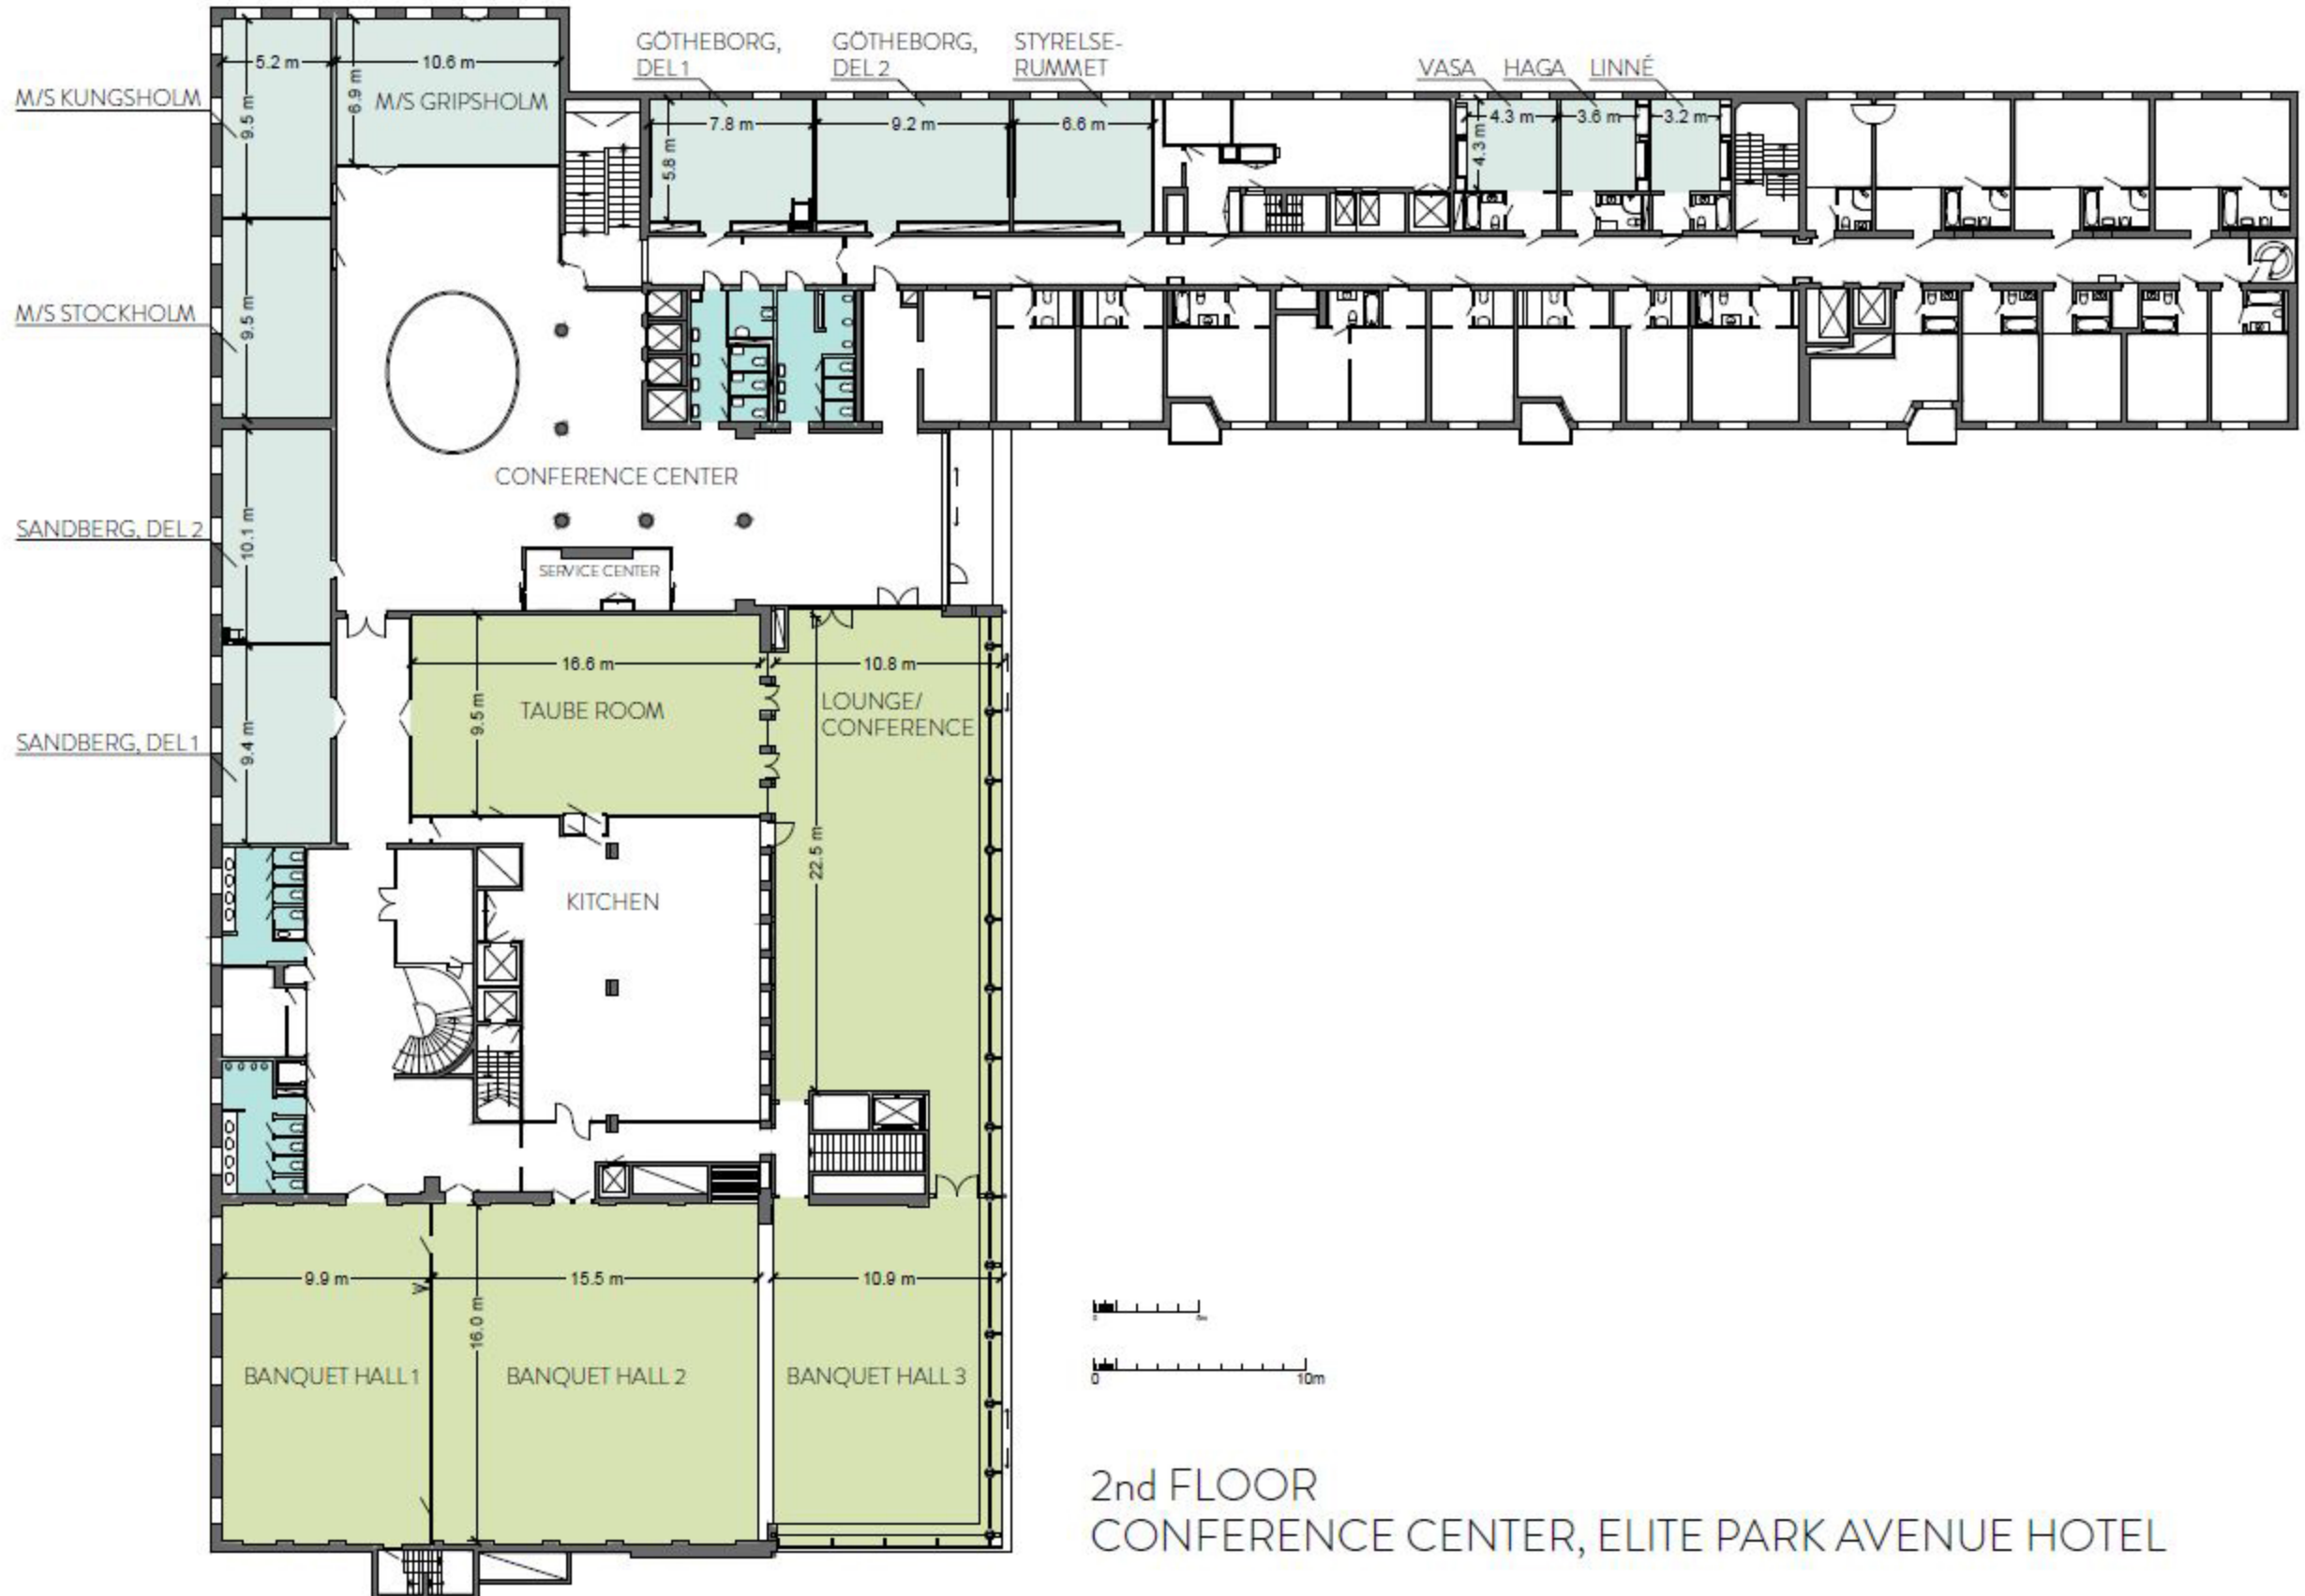 GÖTHEBORG,
DEL 1
GÖTHEBORG,
DEL 2
STYRELSE-
RUMMET
VASA
HAGA
LINNÉ
5.2 m
10.6 m
M/S KUNGSHOLM
9.5 m
6.9 m
M/S GRIPSHOLM
7.8 m
9.2 m
6.6 m
5.8 m
4.3 m
3.6 m
3.2 m
4.3 m
M/S STOCKHOLM
9.5 m
CONFERENCE CENTER
SANDBERG, DEL 2
10.1 m
SERVICE CENTER
16.6 m
10.8 m
9.5 m
TAUBE ROOM
LOUNGE/
CONFERENCE
SANDBERG, DEL 1
9.4 m
22.5 m
KITCHEN
9.9 m
15.5 m
10.9 m
16.0 m
BANQUET HALL 1
BANQUET HALL 2
BANQUET HALL 3
0
10m
2nd FLOOR
CONFERENCE CENTER, ELITE PARK AVENUE HOTEL